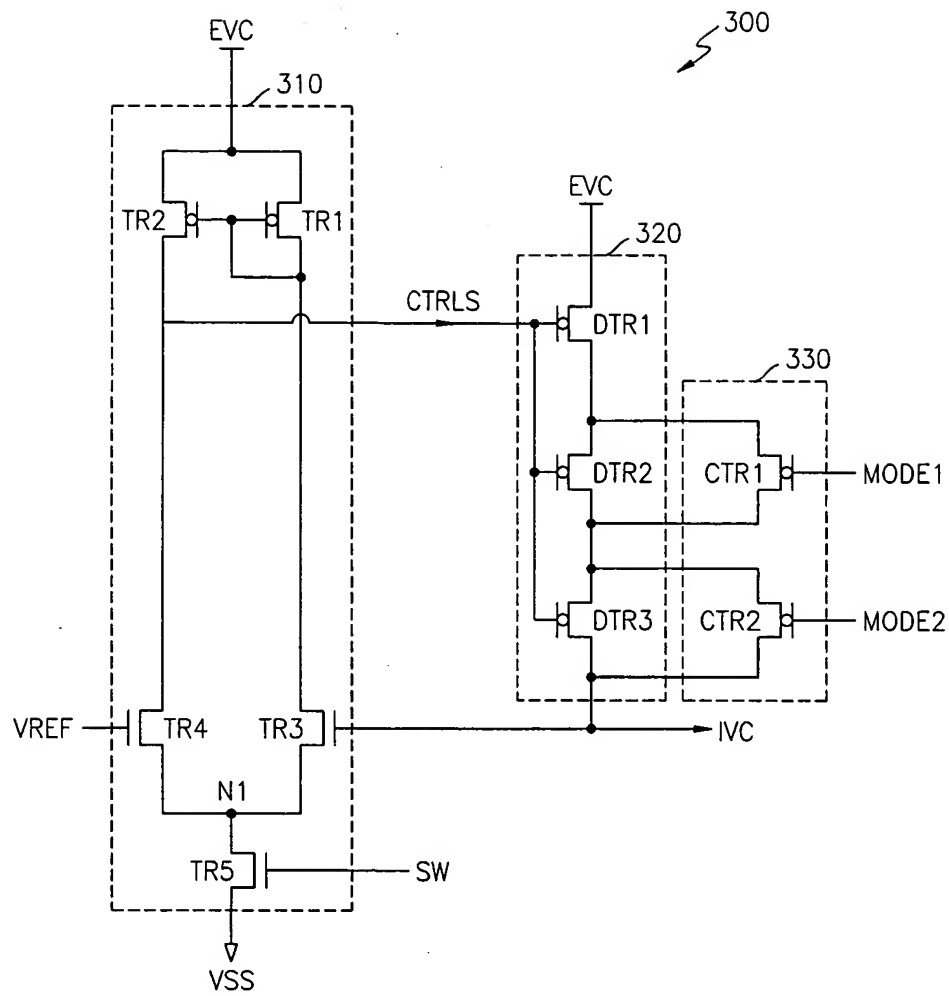 300
EVC
310
TR2
TR1
EVC
320
CTRLS
DTR1
330
DTR2
CTR1
MODE1
DTR3
CTR2
MODE2
VREF
TR4
TR3
IVC
N1
TR5
SW
VSS